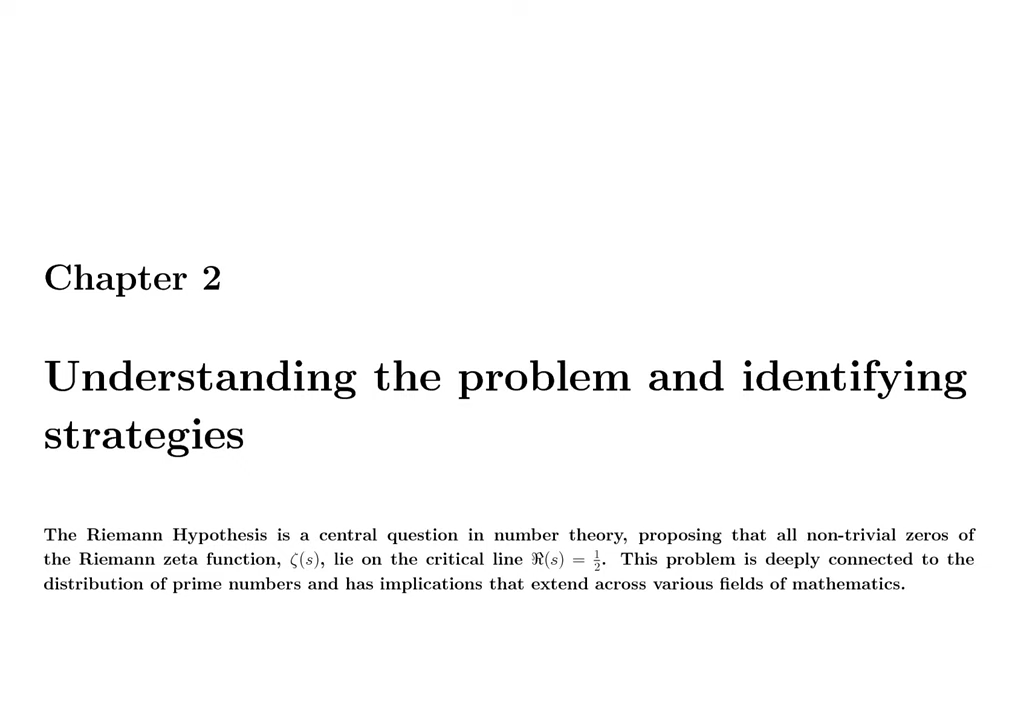 Chapter 2
Understanding the problem and identifying
strategies
The Riemann Hypothesis is a central question in number theory, proposing that all non-trivial zeros of
the Riemann zeta function, ζ(s), lie on the critical line ℜ(s) = 1/2. This problem is deeply connected to the
distribution of prime numbers and has implications that extend across various fields of mathematics.